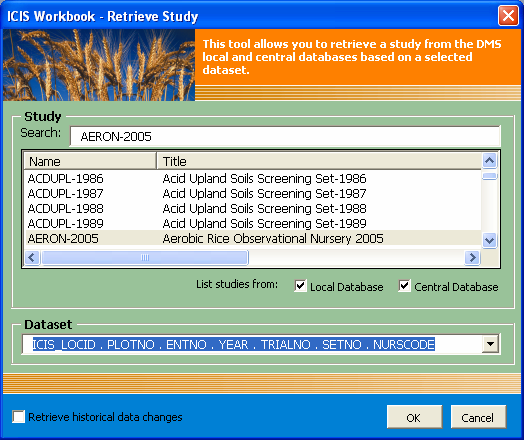 ICIS Workbook - Retrieve Study
This tool allows you to retrieve a study from the DMS
local and central databases based on a selected
dataset.
Study
Search: AERON-2005
Name Title
ACDUPL-1986 Acid Upland Soils Screening Set-1986
ACDUPL-1987 Acid Upland Soils Screening Set-1987
ACDUPL-1988 Acid Upland Soils Screening Set-1988
ACDUPL-1989 Acid Upland Soils Screening Set-1989
AERON-2005 Aerobic Rice Observational Nursery 2005
List studies from: Local Database Central Database
Dataset
ICIS_LOCID . PLOTNO . ENTNO . YEAR . TRIALNO . SETNO . NURSCODE
Retrieve historical data changes OK Cancel